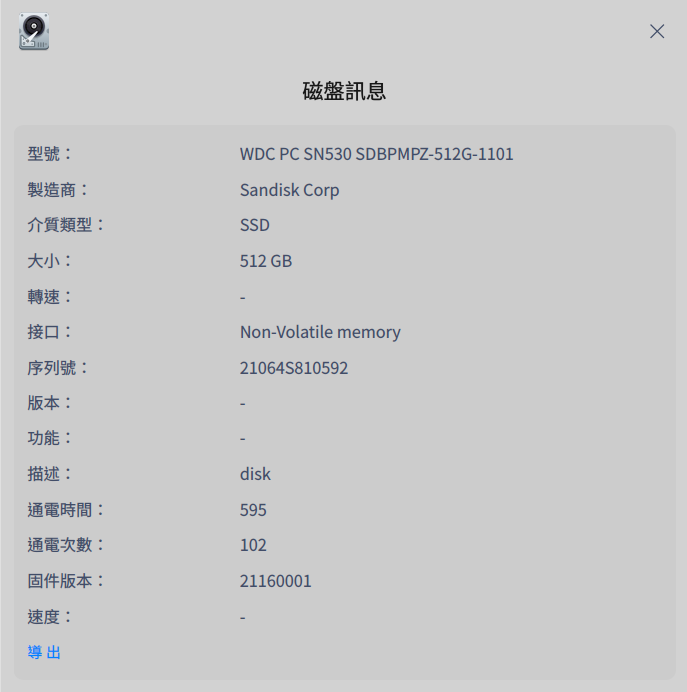 磁盤訊息
型號： WDC PC SN530 SDBPMPZ-512G-1101
製造商： Sandisk Corp
介質類型： SSD
大小： 512 GB
轉速： -
接口： Non-Volatile memory
序列號： 21064S810592
版本： -
功能： -
描述： disk
通電時間： 595
通電次數： 102
固件版本： 21160001
速度： -
導出